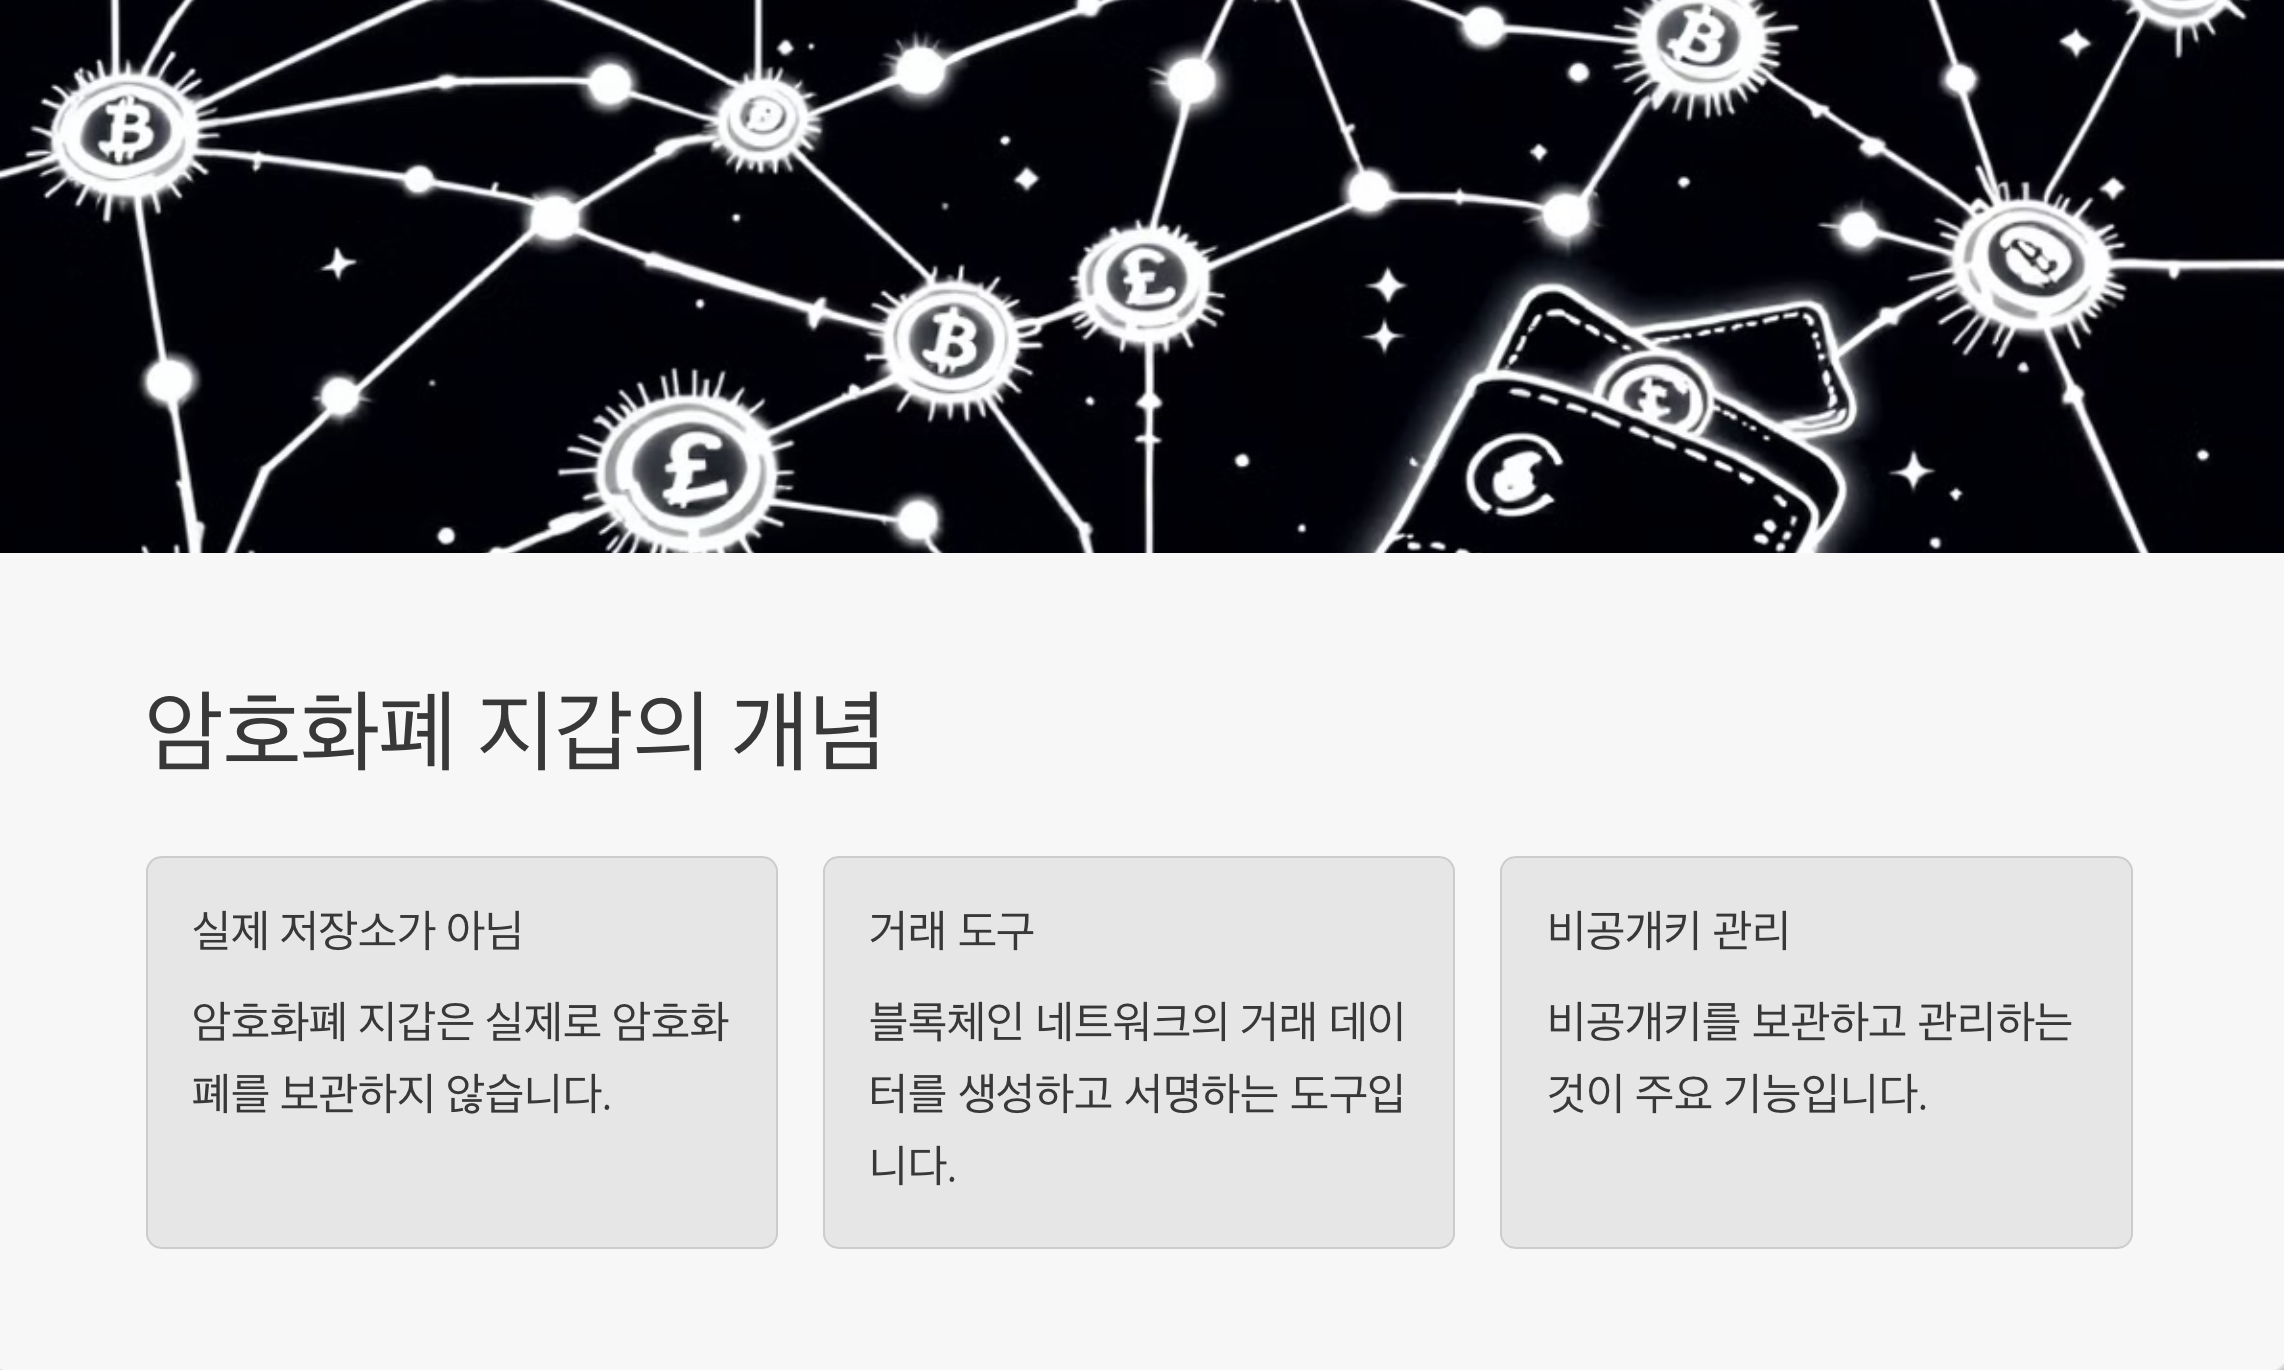 암호화폐 지갑의 개념
실제 저장소가 아님
암호화폐 지갑은 실제로 암호화
폐를 보관하지 않습니다.
거래 도구
블록체인 네트워크의 거래 데이
터를 생성하고 서명하는 도구입
니다.
비공개키 관리
비공개키를 보관하고 관리하는
것이 주요 기능입니다.